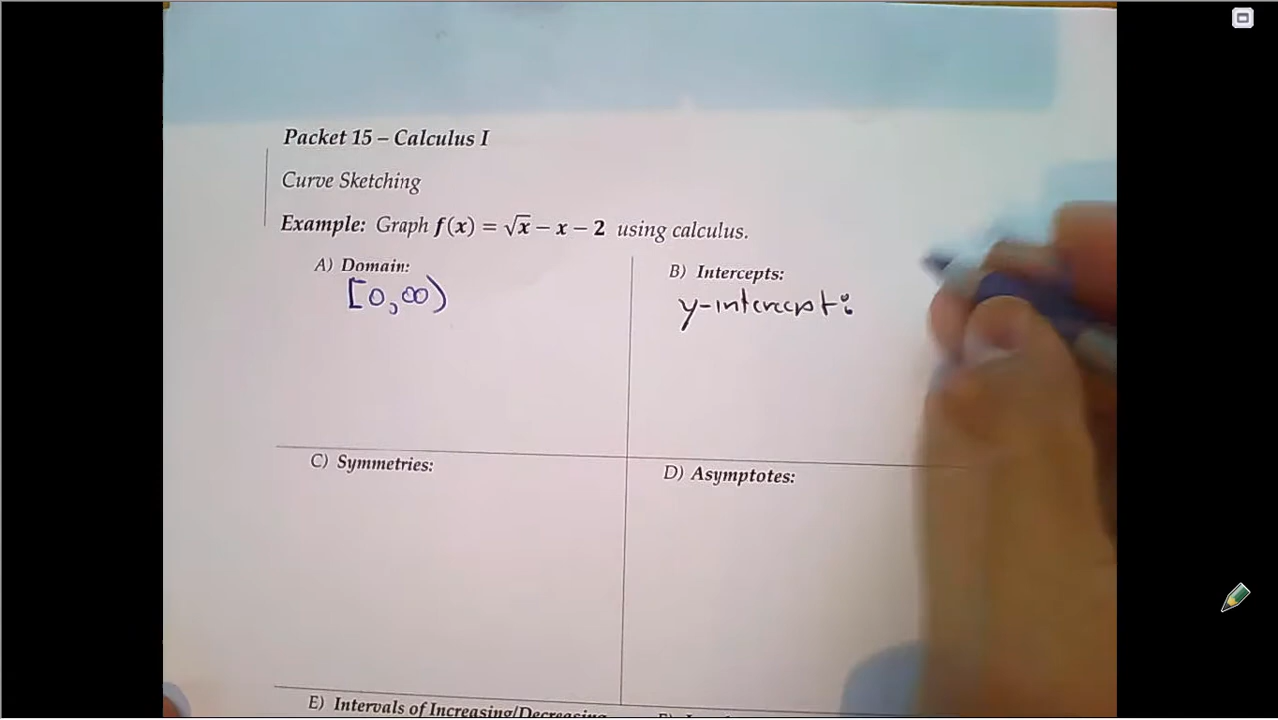 Packet 15 – Calculus I
Curve Sketching
Example: Graph f(x) = √x − x − 2 using calculus.
A) Domain:
[0,∞)
B) Intercepts:
y-intercept:
C) Symmetries:
D) Asymptotes:
E) Intervals of Increasing/Decreasing